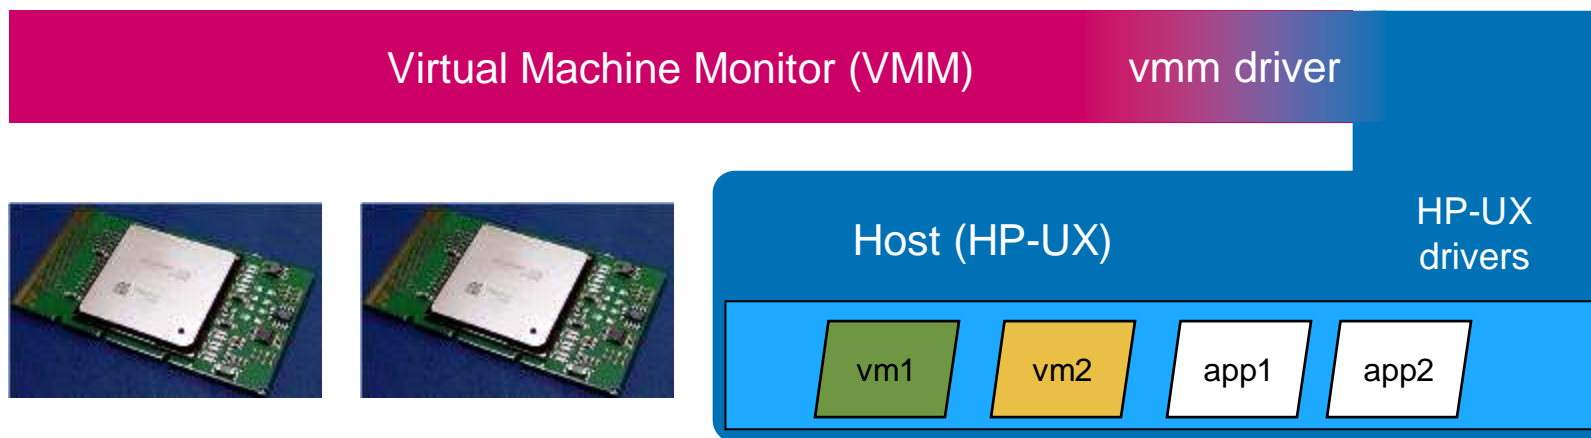 Virtual Machine Monitor (VMM)
vmm driver
Host (HP-UX)
HP-UX
drivers
vm1
vm2
app1
app2